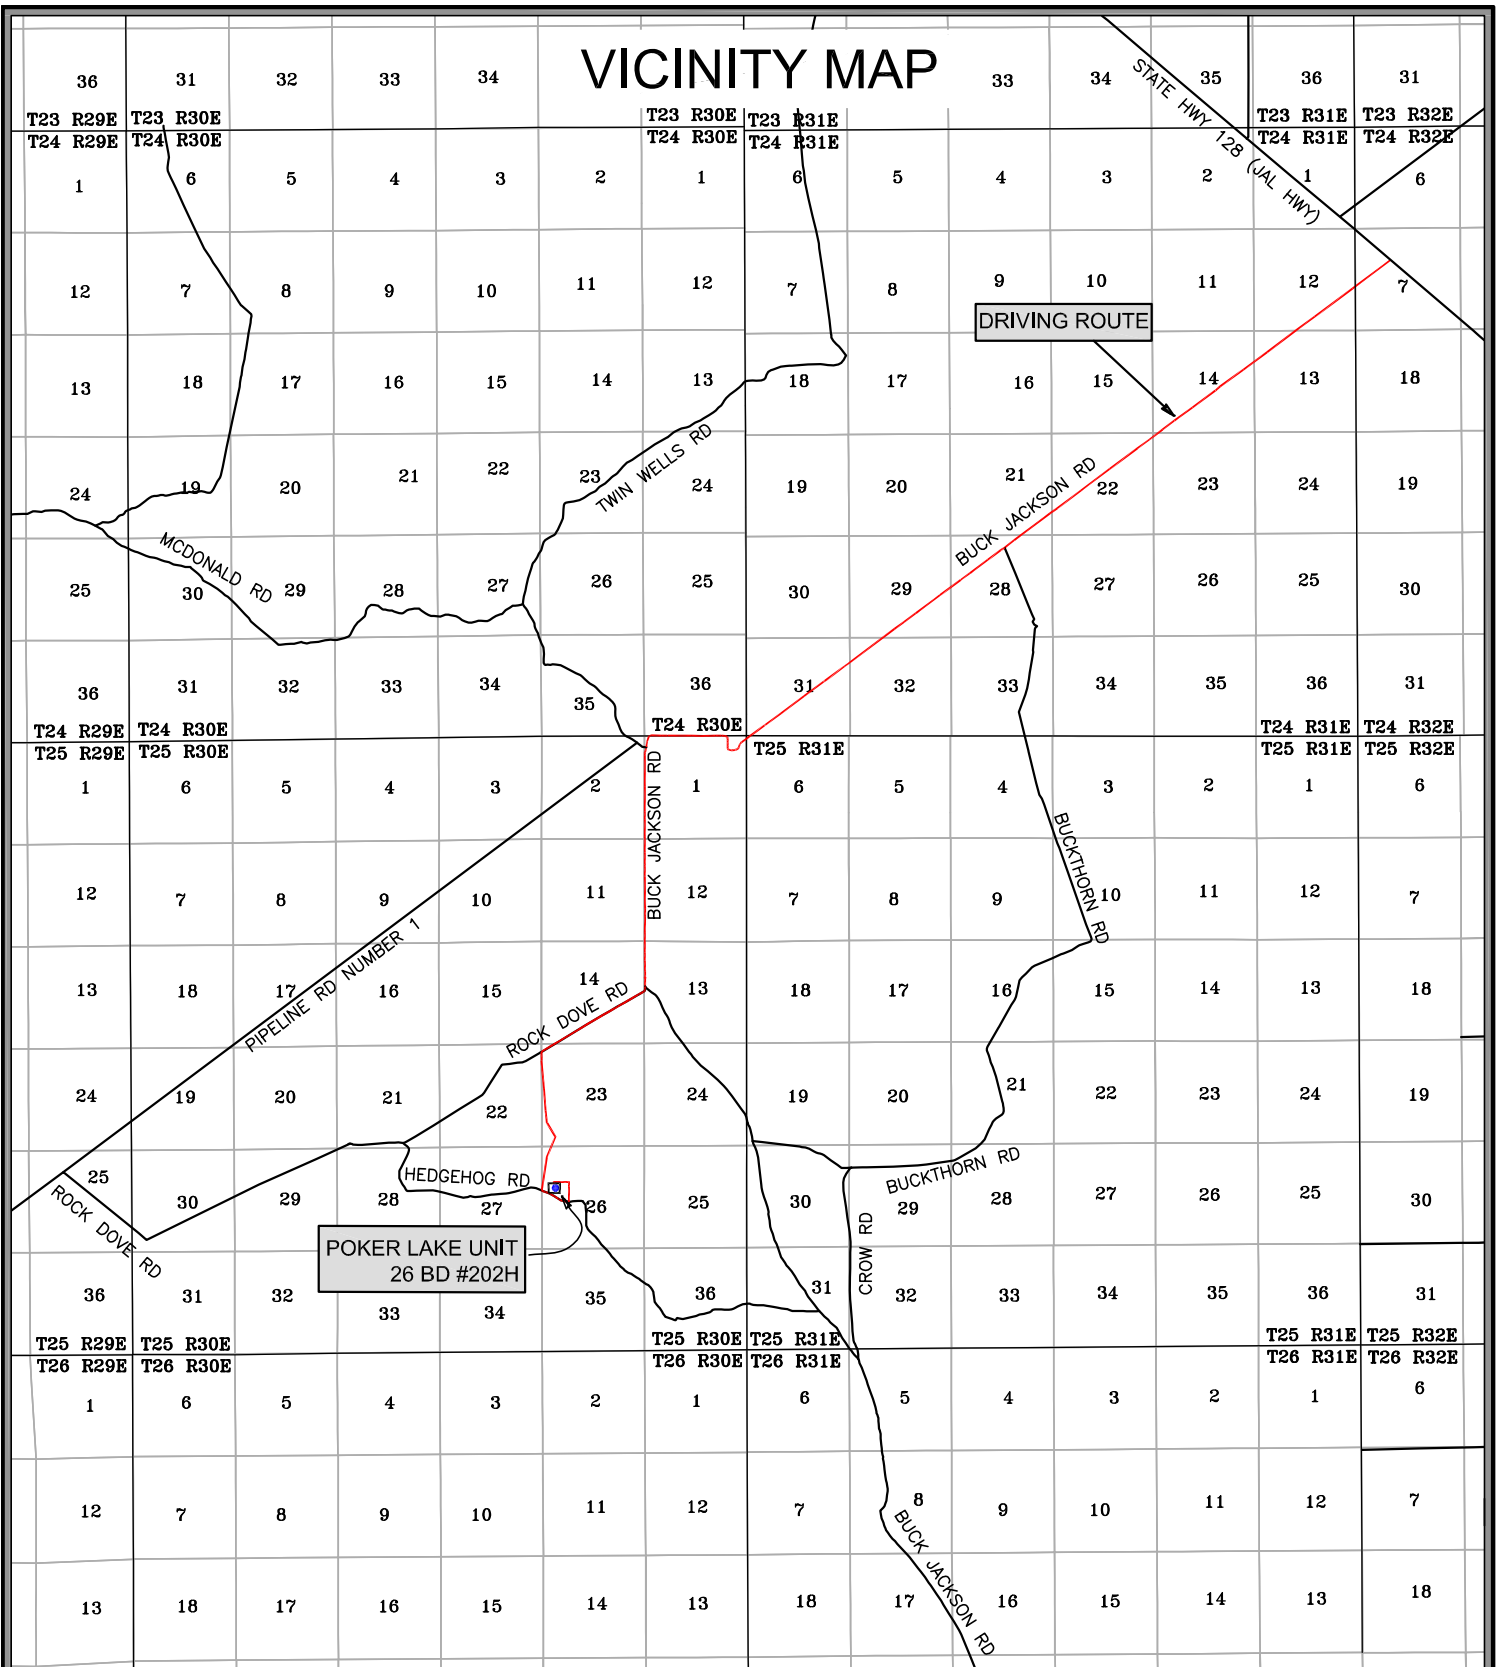 VICINITY MAP
36 31 32 33 34 33 34 35 36 31
STATE HWY 128 (JAL HWY)
T23 R29E T23 R30E T23 R30E T23 R31E T23 R31E T23 R32E
T24 R29E T24 R30E T24 R30E T24 R31E T24 R31E T24 R32E
1 6 5 4 3 2 1 6 5 4 3 2 1 6
12 7 8 9 10 11 12 7 8 9 10 11 12 7
DRIVING ROUTE
13 18 17 16 15 14 13 18 17 16 15 14 13 18
TWIN WELLS RD
BUCK JACKSON RD
24 19 20 21 22 23 24 19 20 21 22 23 24 19
MCDONALD RD
25 30 29 28 27 26 25 30 29 28 27 26 25 30
36 31 32 33 34 35 36 31 32 33 34 35 36 31
T24 R29E T24 R30E T24 R30E T24 R31E T24 R32E
T25 R29E T25 R30E T25 R31E T25 R31E T25 R32E
1 6 5 4 3 2 1 6 5 4 3 2 1 6
BUCK JACKSON RD
BUCKTHORN RD
12 7 8 9 10 11 12 7 8 9 10 11 12 7
PIPELINE RD NUMBER 1
13 18 17 16 15 14 13 18 17 16 15 14 13 18
ROCK DOVE RD
24 19 20 21 22 23 24 19 20 21 22 23 24 19
HEDGEHOG RD
BUCKTHORN RD
25 30 29 28 27 26 25 30 29 28 27 26 25 30
ROCK DOVE RD
CROW RD
POKER LAKE UNIT
26 BD #202H
36 31 32 33 34 35 36 31 32 33 34 35 36 31
T25 R29E T25 R30E T25 R30E T25 R31E T25 R31E T25 R32E
T26 R29E T26 R30E T26 R30E T26 R31E T26 R31E T26 R32E
1 6 5 4 3 2 1 6 5 4 3 2 1 6
12 7 8 9 10 11 12 7 8 9 10 11 12 7
BUCK JACKSON RD
13 18 17 16 15 14 13 18 17 16 15 14 13 18